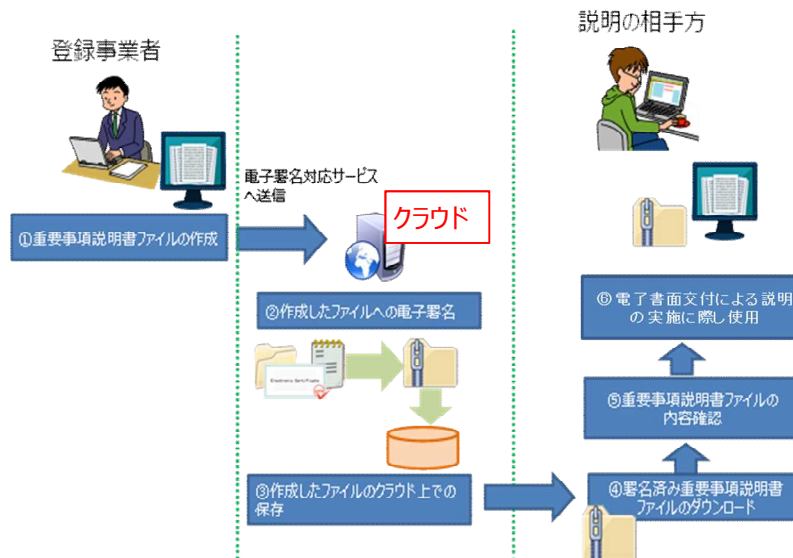 登録事業者
①重要事項説明書ファイルの作成
電子署名対応サービス
へ送信
クラウド
②作成したファイルへの電子署名
Electronic Certificate
③作成したファイルのクラウド上での
保存
説明の相手方
⑥電子書面交付による説明
の実施に際し使用
⑤重要事項説明書ファイルの
内容確認
④署名済み重要事項説明書
ファイルのダウンロード